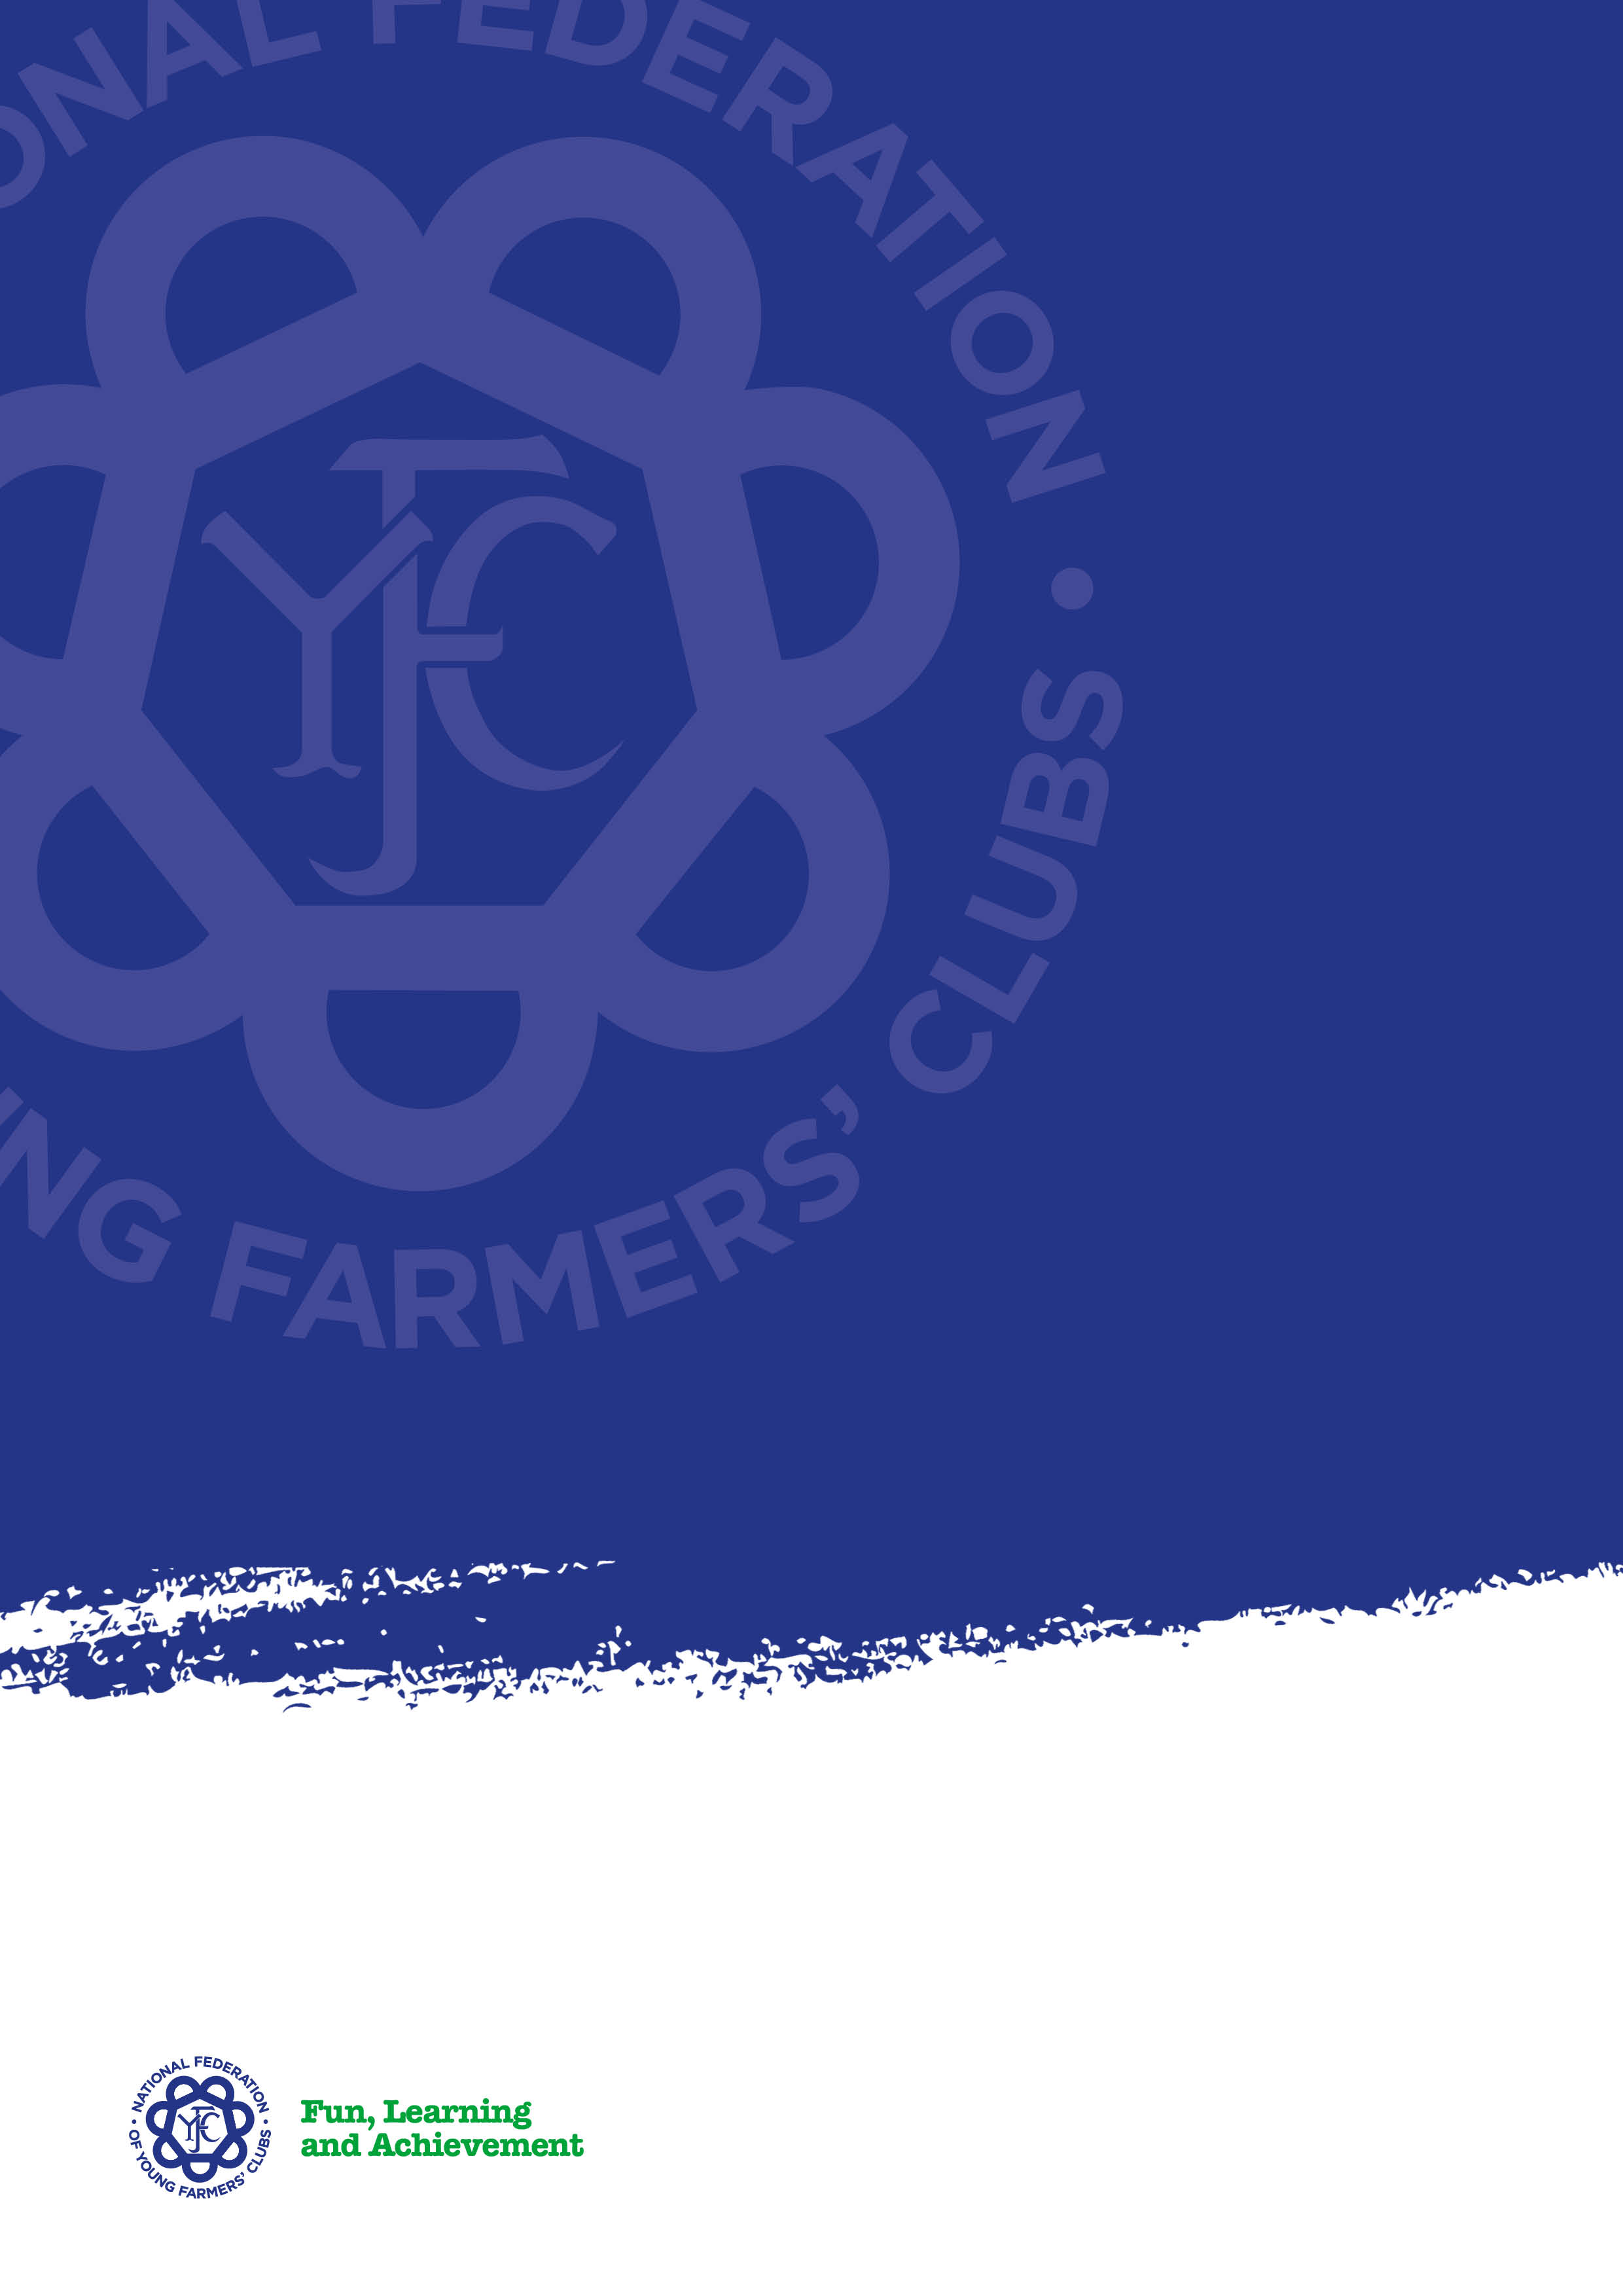 ONAL FEDERATION •
NG FARMERS’ CLUBS
YFC
• NATIONAL FEDERATION •
OF YOUNG FARMERS’ CLUBS
YFC
Fun, Learning
and Achievement